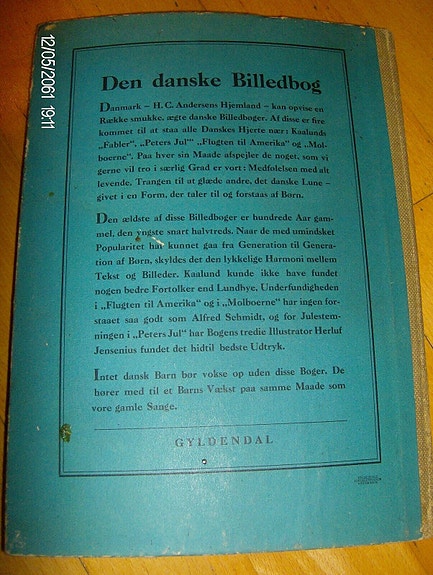 12/05/2061 19:11
Den danske Billedbog
Danmark — H. C. Andersens Hjemland — kan opvise en
Række smukke, ægte danske Billedbøger. Af disse er fire
kommet til at staa alle Danskes Hjerte nær: Kaalunds
„Fabler“, „Peters Jul“ „Flugten til Amerika“ og „Mol-
boerne“. Paa hver sin Maade afspejler de noget, som vi
gerne vil tro i særlig Grad er vort: Medfølelsen med alt
levende, Trangen til at glæde andre, det danske Lune —
givet i en Form, der taler til og forstaas af Børn.
Den ældste af disse Billedbøger er hundrede Aar gam-
mel, den yngste snart halvtreds. Naar de med umindsket
Popularitet har kunnet gaa fra Generation til Genera-
tion af Børn, skyldes det den lykkelige Harmoni mellem
Tekst og Billeder. Kaalund kunde ikke have fundet
nogen bedre Fortolker end Lundbye, Underfundigheden
i „Flugten til Amerika“ og i „Molboerne“ har ingen for-
staaet saa godt som Alfred Schmidt, og for Julestem-
ningen i „Peters Jul“ har Bogens tredie Illustrator Herluf
Jensenius fundet det hidtil bedste Udtryk.
Intet dansk Barn bør vokse op uden disse Bøger. De
hører med til et Barns Vækst paa samme Maade som
vore gamle Sange.
GYLDENDAL